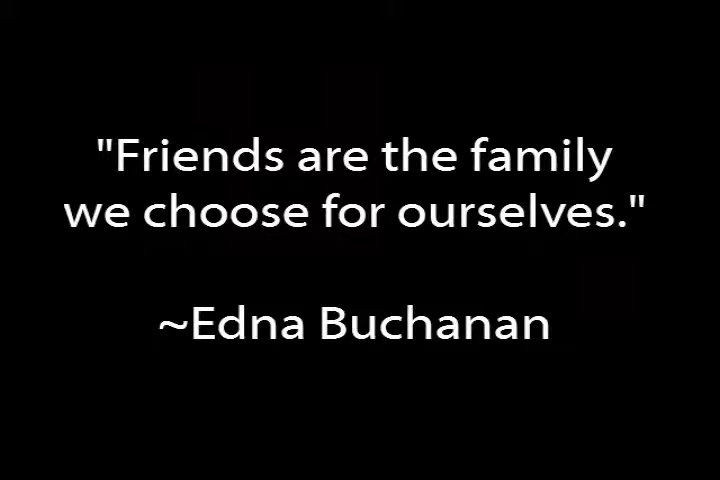 "Friends are the family
we choose for ourselves."
~Edna Buchanan